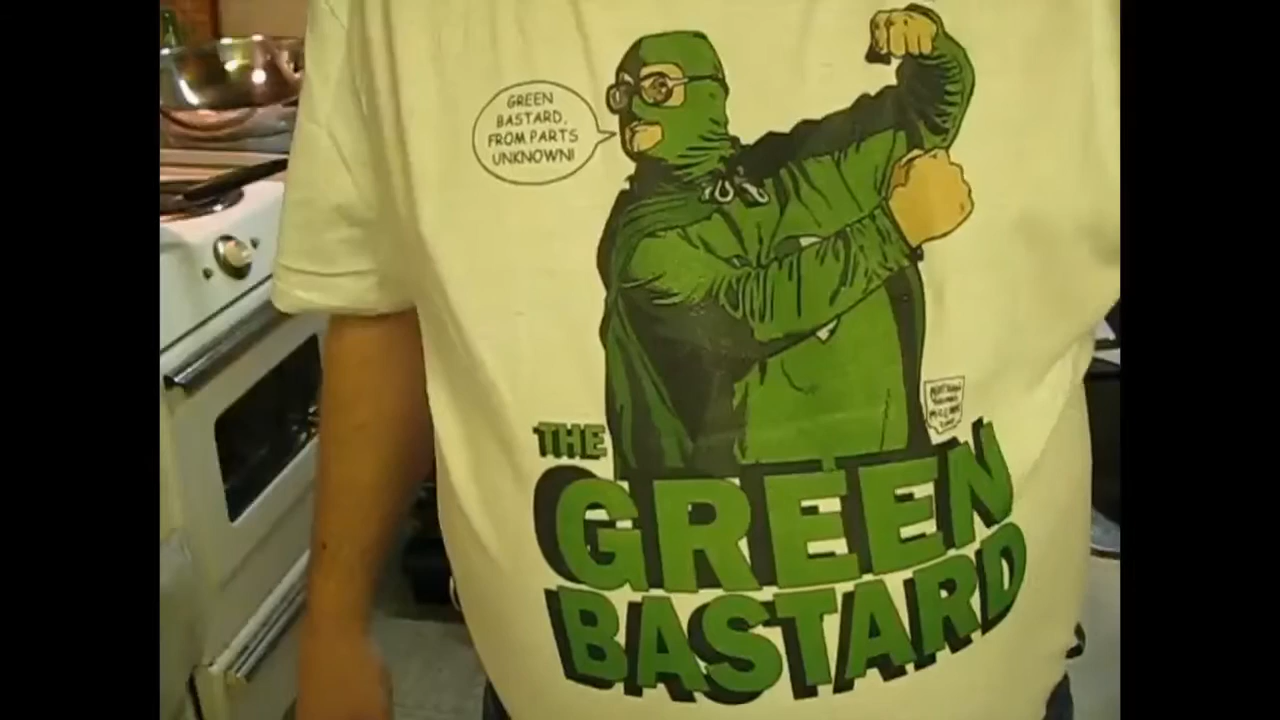 GREEN
BASTARD,
FROM PARTS
UNKNOWN!
THE
GREEN
BASTARD